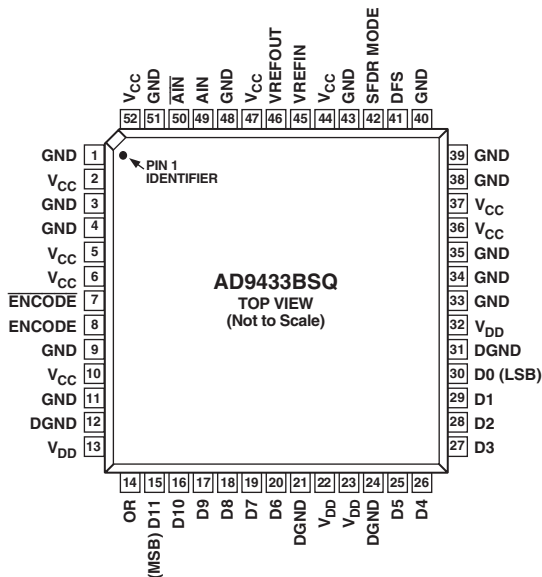 VCC GND A̅I̅N̅ AIN GND VCC VREFOUT VREFIN VCC GND SFDR MODE DFS GND
52 51 50 49 48 47 46 45 44 43 42 41 40
GND 1
VCC 2
GND 3
GND 4
VCC 5
VCC 6
E̅N̅C̅O̅D̅E̅ 7
ENCODE 8
GND 9
VCC 10
GND 11
DGND 12
VDD 13
PIN 1
IDENTIFIER
AD9433BSQ
TOP VIEW
(Not to Scale)
39 GND
38 GND
37 VCC
36 VCC
35 GND
34 GND
33 GND
32 VDD
31 DGND
30 D0 (LSB)
29 D1
28 D2
27 D3
14 15 16 17 18 19 20 21 22 23 24 25 26
OR (MSB) D11 D10 D9 D8 D7 D6 DGND VDD VDD DGND D5 D4